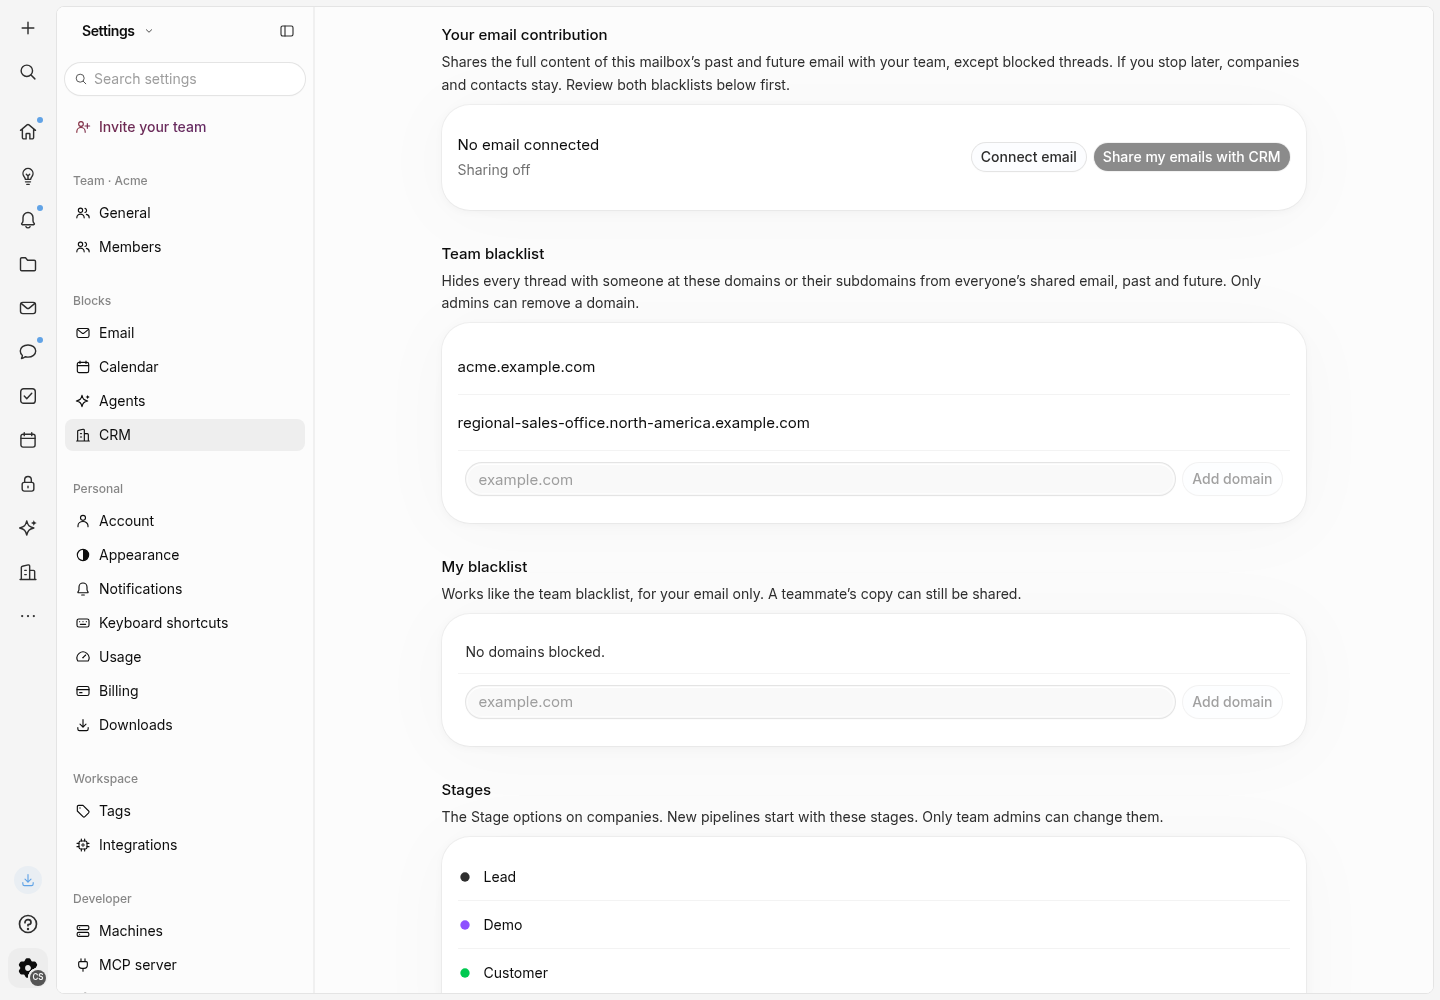 Settings
Search settings
Invite your team
Team · Acme
General
Members
Blocks
Email
Calendar
Agents
CRM
Personal
Account
Appearance
Notifications
Keyboard shortcuts
Usage
Billing
Downloads
Workspace
Tags
Integrations
Developer
Machines
MCP server
CS
Your email contribution
Shares the full content of this mailbox’s past and future email with your team, except blocked threads. If you stop later, companies
and contacts stay. Review both blacklists below first.
No email connected
Sharing off
Connect email
Share my emails with CRM
Team blacklist
Hides every thread with someone at these domains or their subdomains from everyone’s shared email, past and future. Only
admins can remove a domain.
acme.example.com
regional-sales-office.north-america.example.com
example.com
Add domain
My blacklist
Works like the team blacklist, for your email only. A teammate’s copy can still be shared.
No domains blocked.
example.com
Add domain
Stages
The Stage options on companies. New pipelines start with these stages. Only team admins can change them.
Lead
Demo
Customer